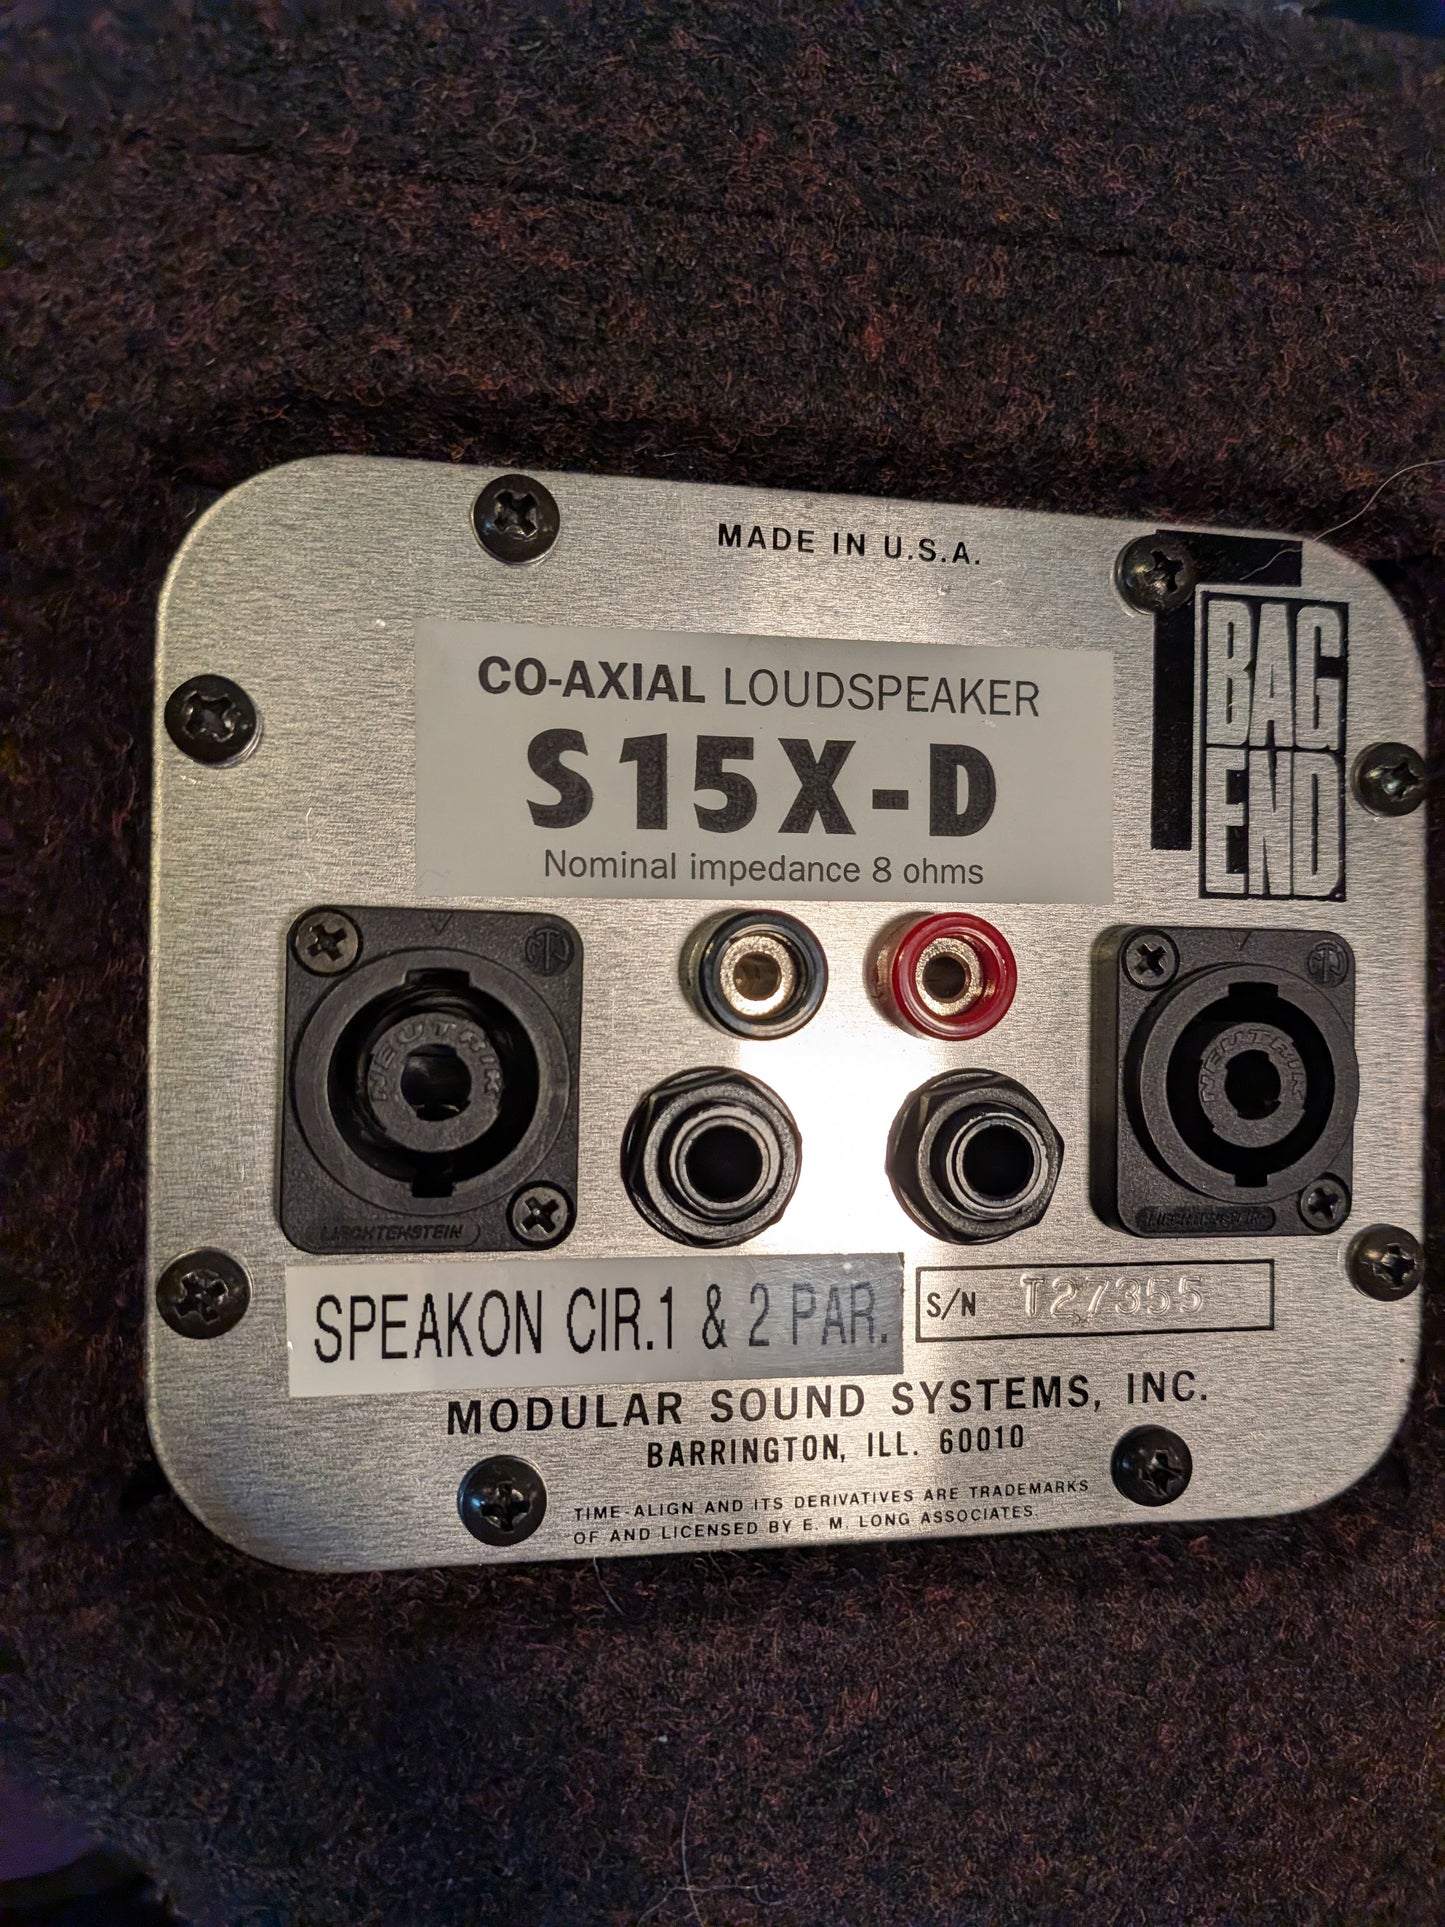 MADE IN U.S.A.
BAG
END
CO-AXIAL LOUDSPEAKER
S15X-D
Nominal impedance 8 ohms
NEUTRIK
LIECHTENSTEIN
NEUTRIK
LIECHTENSTEIN
SPEAKON CIR.1 & 2 PAR.
S/N T27355
MODULAR SOUND SYSTEMS, INC.
BARRINGTON, ILL. 60010
TIME-ALIGN AND ITS DERIVATIVES ARE TRADEMARKS
OF AND LICENSED BY E. M. LONG ASSOCIATES.